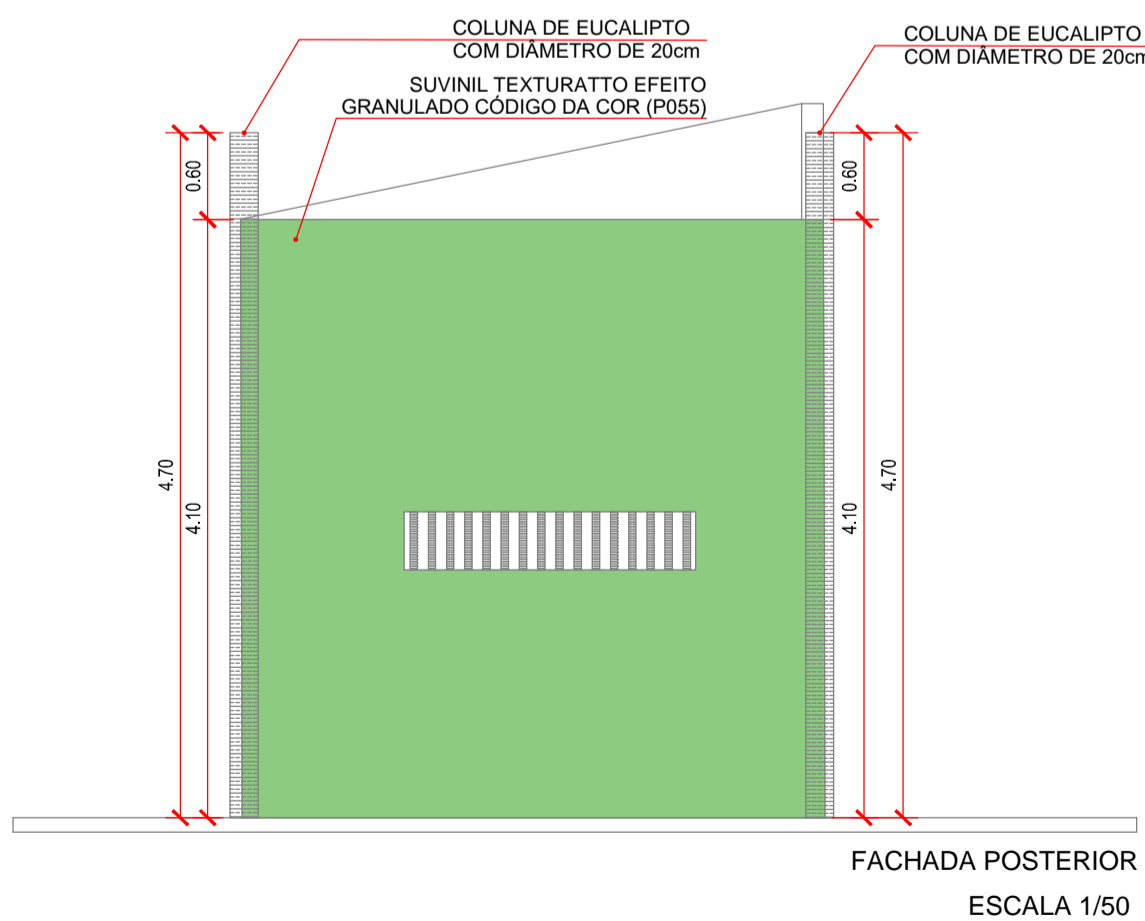 COLUNA DE EUCALIPTO
COM DIÂMETRO DE 20cm
COLUNA DE EUCALIPTO
COM DIÂMETRO DE 20cm
SUVINIL TEXTURATTO EFEITO
GRANULADO CÓDIGO DA COR (P055)
0.60
0.60
4.70
4.10
4.10
4.70
FACHADA POSTERIOR
ESCALA 1/50